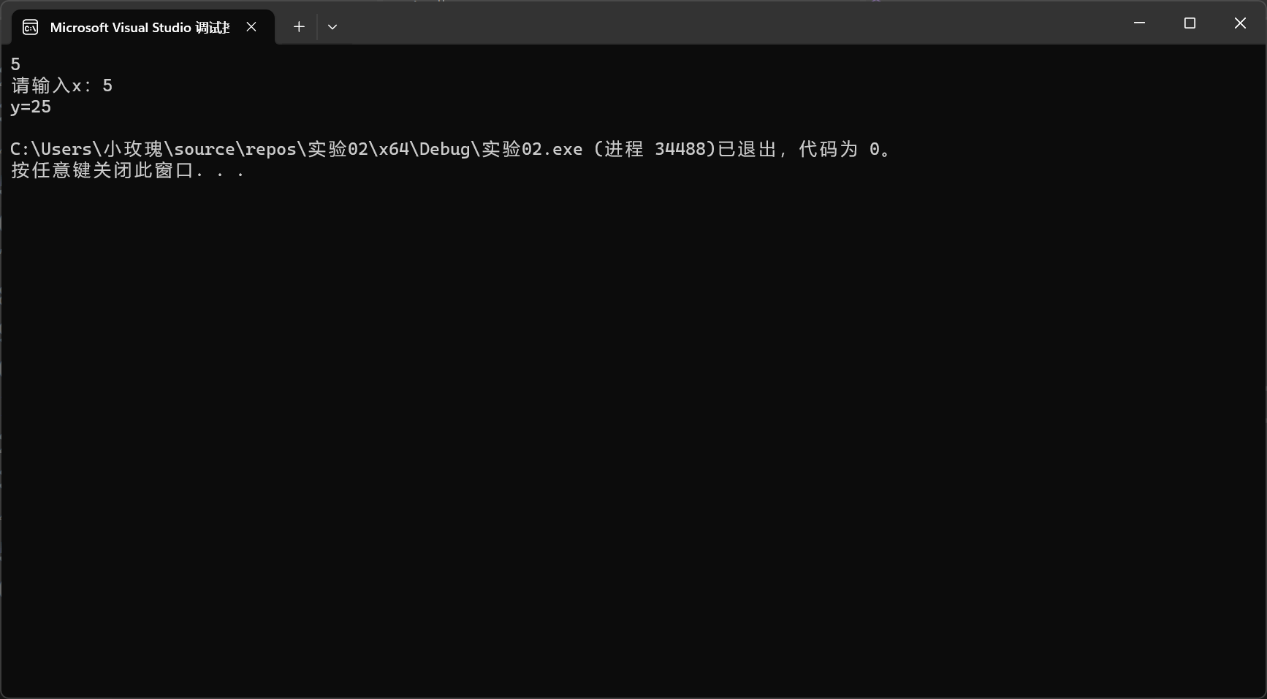 Microsoft Visual Studio 调试
5
请输入x: 5
y=25
C:\Users\小玫瑰\source\repos\实验02\x64\Debug\实验02.exe (进程 34488)已退出，代码为 0。
按任意键关闭此窗口. . .